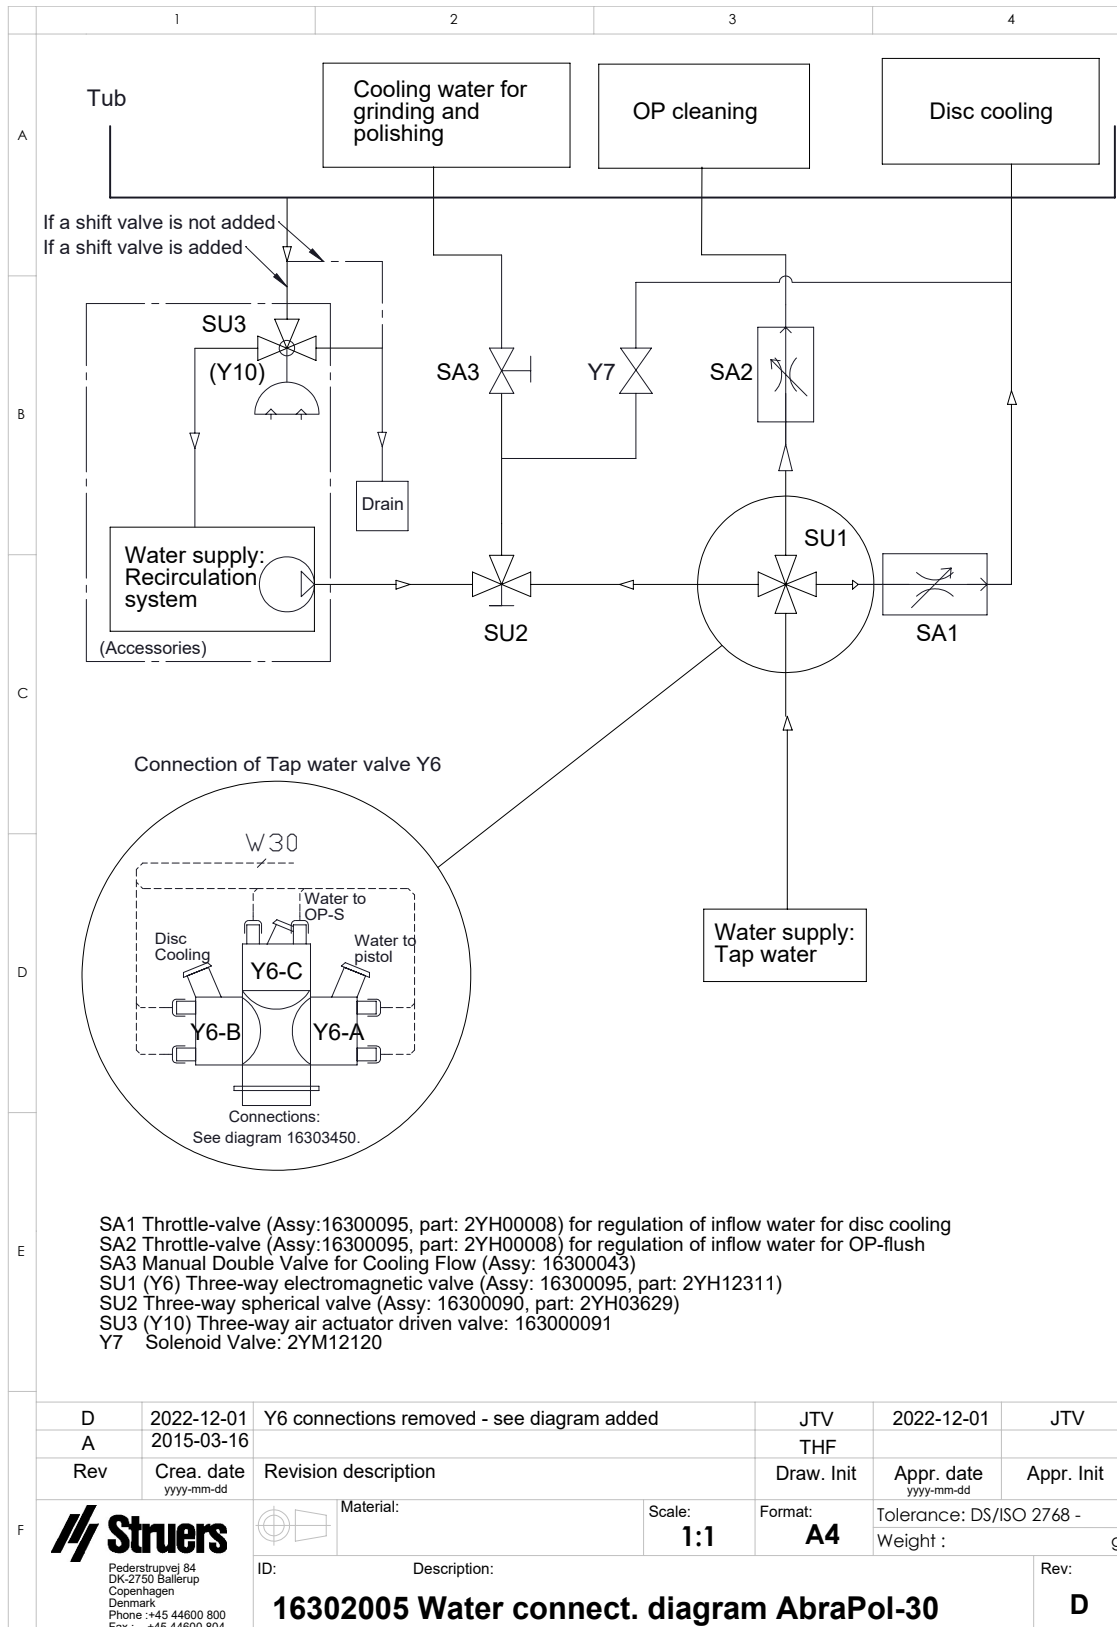 1 2 3 4
A
B
C
D
E
F
Tub
Cooling water for
grinding and
polishing
OP cleaning
Disc cooling
If a shift valve is not added
If a shift valve is added
SU3
(Y10)
SA3
Y7
SA2
Drain
SU1
Water supply:
Recirculation
system
(Accessories)
SU2
SA1
Connection of Tap water valve Y6
W30
Water to
OP-S
Disc
Cooling
Water to
pistol
Y6-C
Y6-B
Y6-A
Connections:
See diagram 16303450.
Water supply:
Tap water
SA1 Throttle-valve (Assy:16300095, part: 2YH00008) for regulation of inflow water for disc cooling
SA2 Throttle-valve (Assy:16300095, part: 2YH00008) for regulation of inflow water for OP-flush
SA3 Manual Double Valve for Cooling Flow (Assy: 16300043)
SU1 (Y6) Three-way electromagnetic valve (Assy: 16300095, part: 2YH12311)
SU2 Three-way spherical valve (Assy: 16300090, part: 2YH03629)
SU3 (Y10) Three-way air actuator driven valve: 163000091
Y7 Solenoid Valve: 2YM12120
D 2022-12-01 Y6 connections removed - see diagram added JTV 2022-12-01 JTV
A 2015-03-16 THF
Rev Crea. date Revision description Draw. Init Appr. date Appr. Init
yyyy-mm-dd yyyy-mm-dd
Struers
Pederstrupvej 84
DK-2750 Ballerup
Copenhagen
Denmark
Phone :+45 44600 800
Fax : +45 44600 804
Material:
Scale:
1:1
Format:
A4
Tolerance: DS/ISO 2768 -
Weight : g
ID: Description:
16302005 Water connect. diagram AbraPol-30
Rev:
D